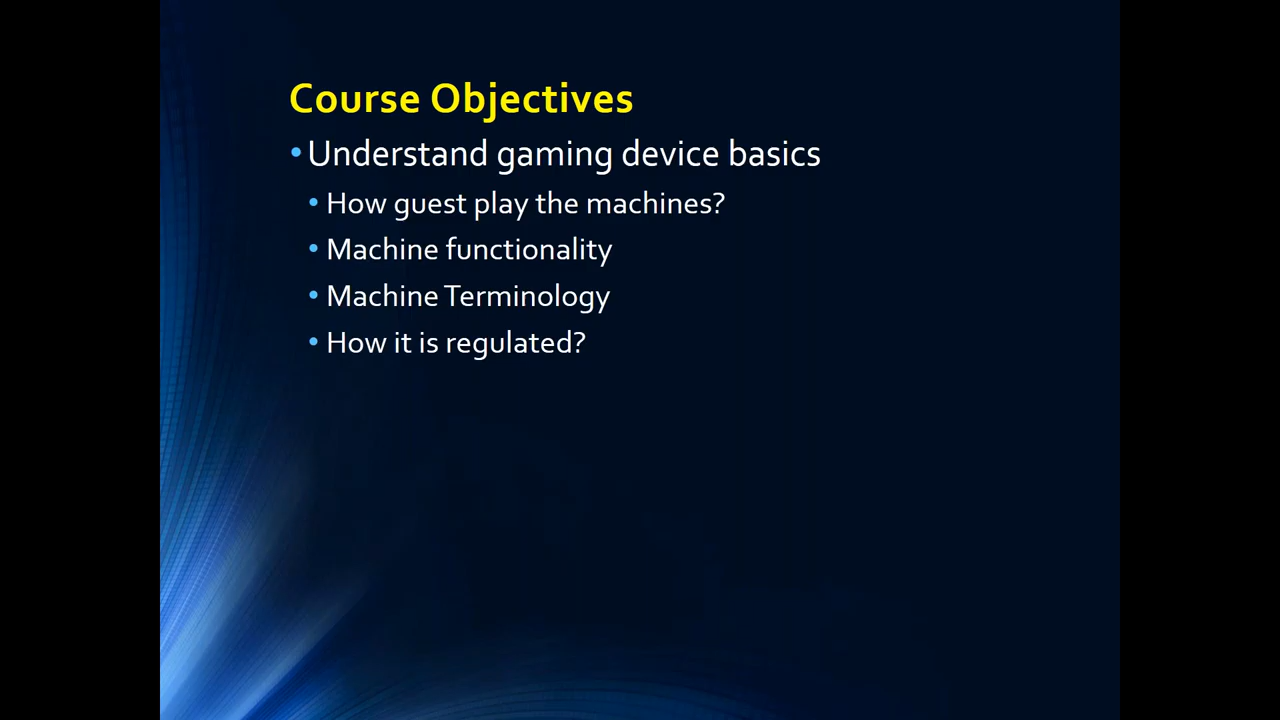 Course Objectives
• Understand gaming device basics
• How guest play the machines?
• Machine functionality
• Machine Terminology
• How it is regulated?